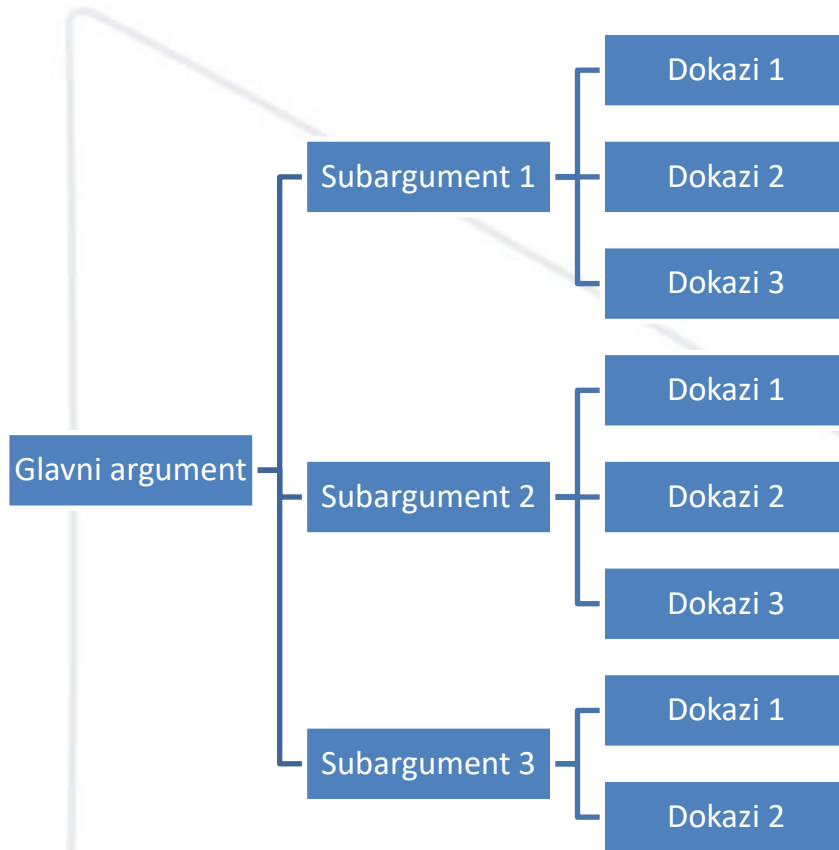 Glavni argument
Subargument 1
Dokazi 1
Dokazi 2
Dokazi 3
Subargument 2
Dokazi 1
Dokazi 2
Dokazi 3
Subargument 3
Dokazi 1
Dokazi 2